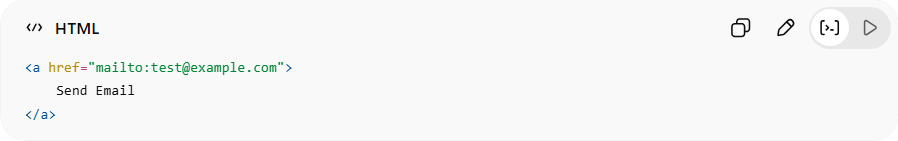 HTML
<a href="mailto:test@example.com">
    Send Email
</a>